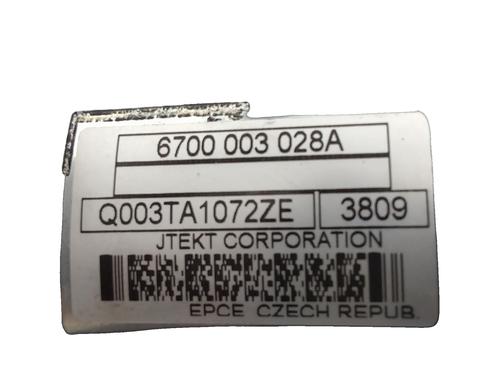 6700 003 028A
Q003TA1072ZE 3809
JTEKT CORPORATION
EPCE CZECH REPUB.